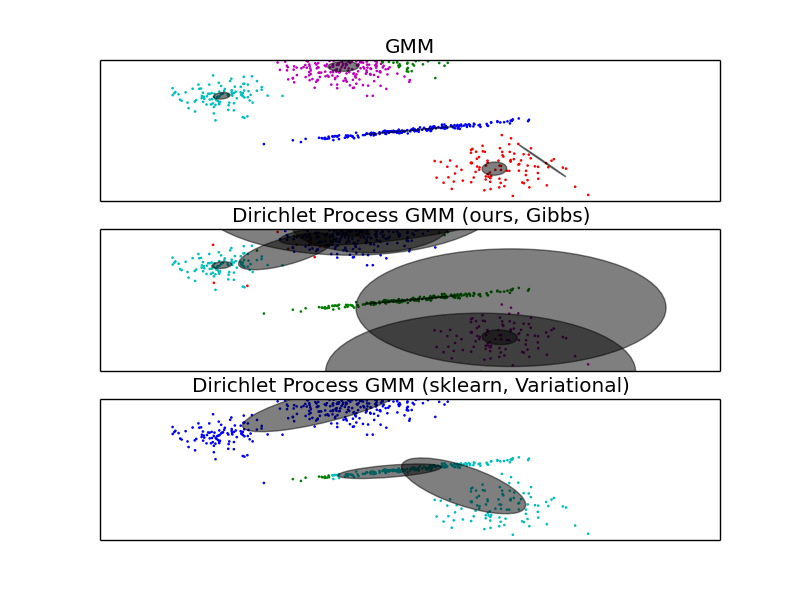 GMM
Dirichlet Process GMM (ours, Gibbs)
Dirichlet Process GMM (sklearn, Variational)